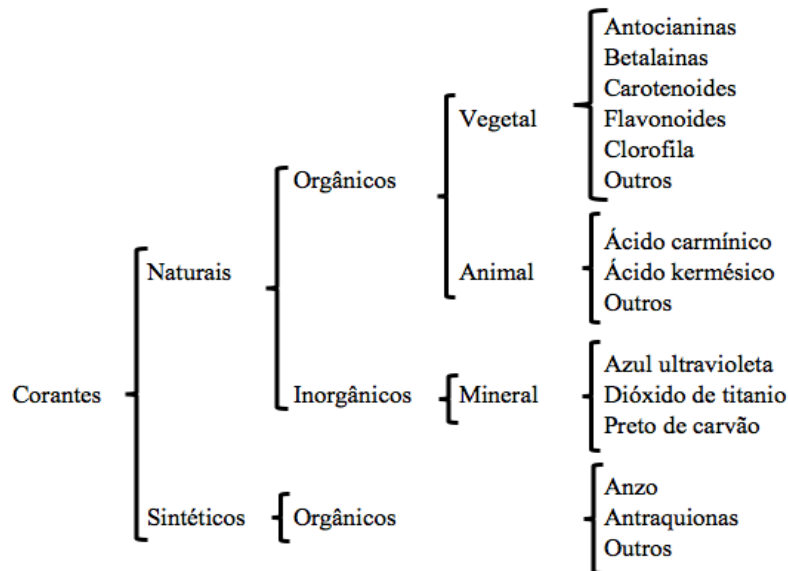 Antocianinas
Betalainas
Carotenoides
Vegetal
Flavonoides
Clorofila
Orgânicos
Outros
Ácido carmínico
Naturais
Animal
Ácido kermésico
Outros
Azul ultravioleta
Corantes
Inorgânicos
Mineral
Dióxido de titanio
Preto de carvão
Anzo
Sintéticos
Orgânicos
Antraquionas
Outros